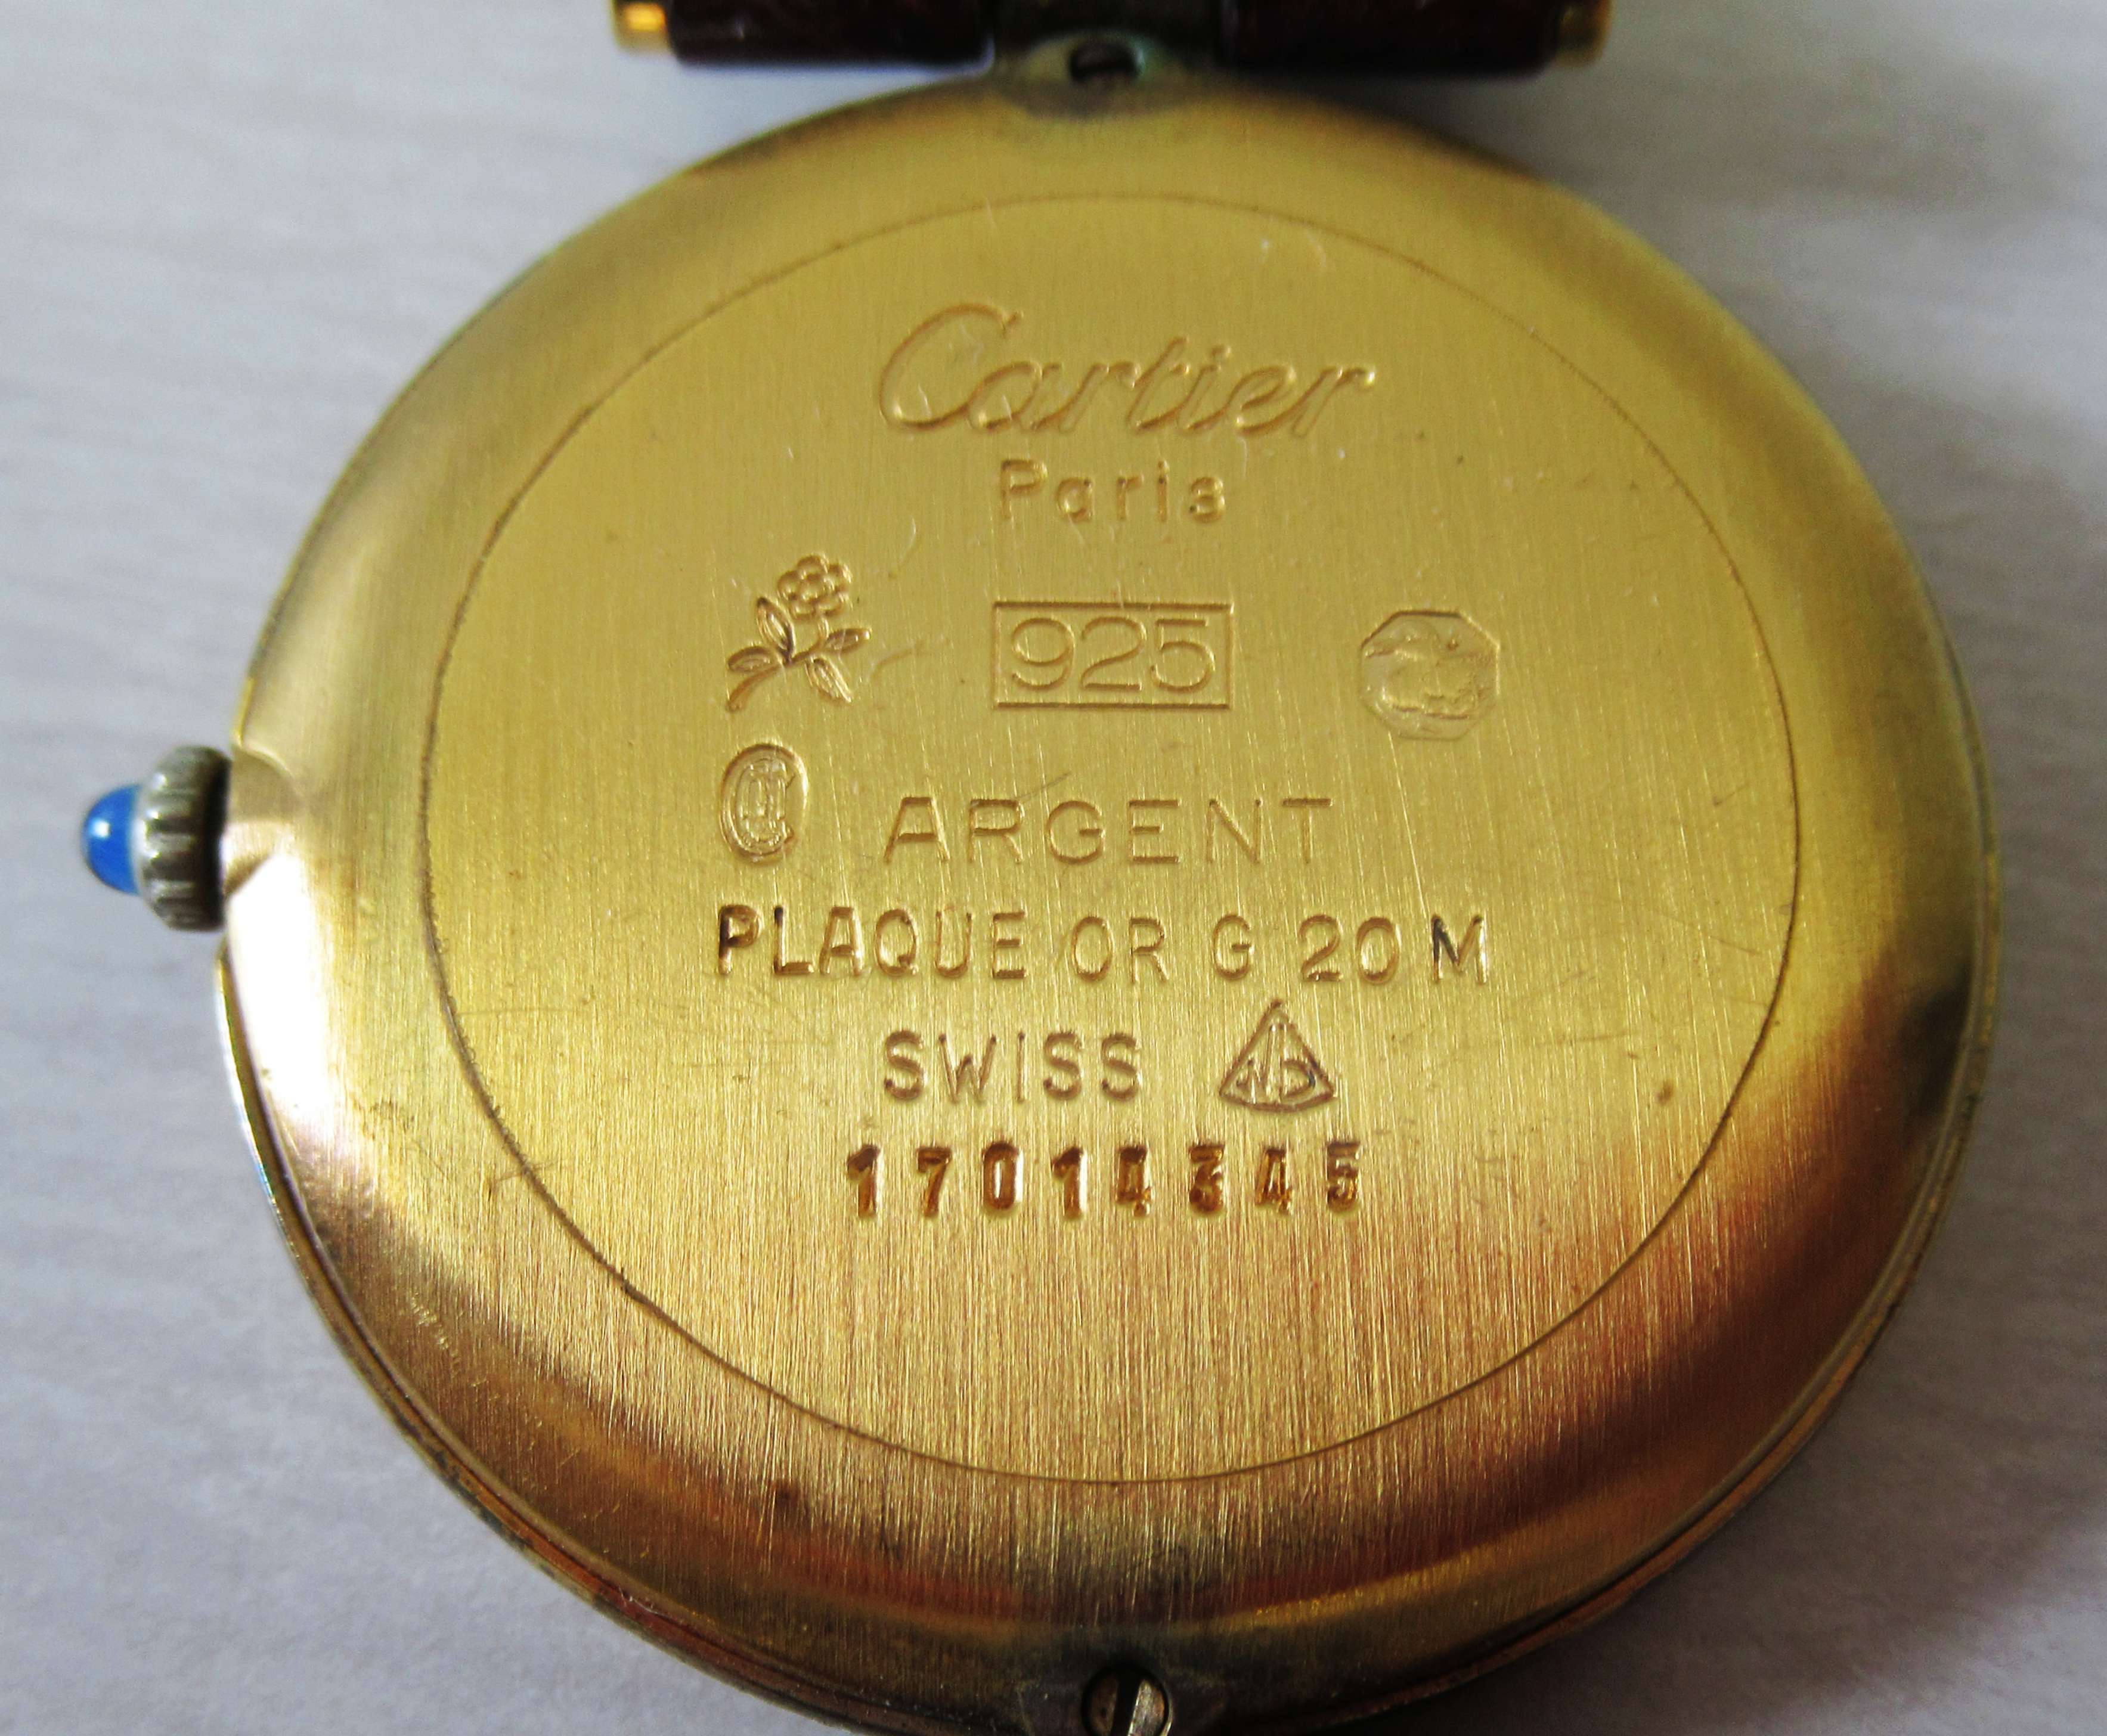 Cartier
Paris
925
ARGENT
PLAQUE OR G 20 M
SWISS
17014345